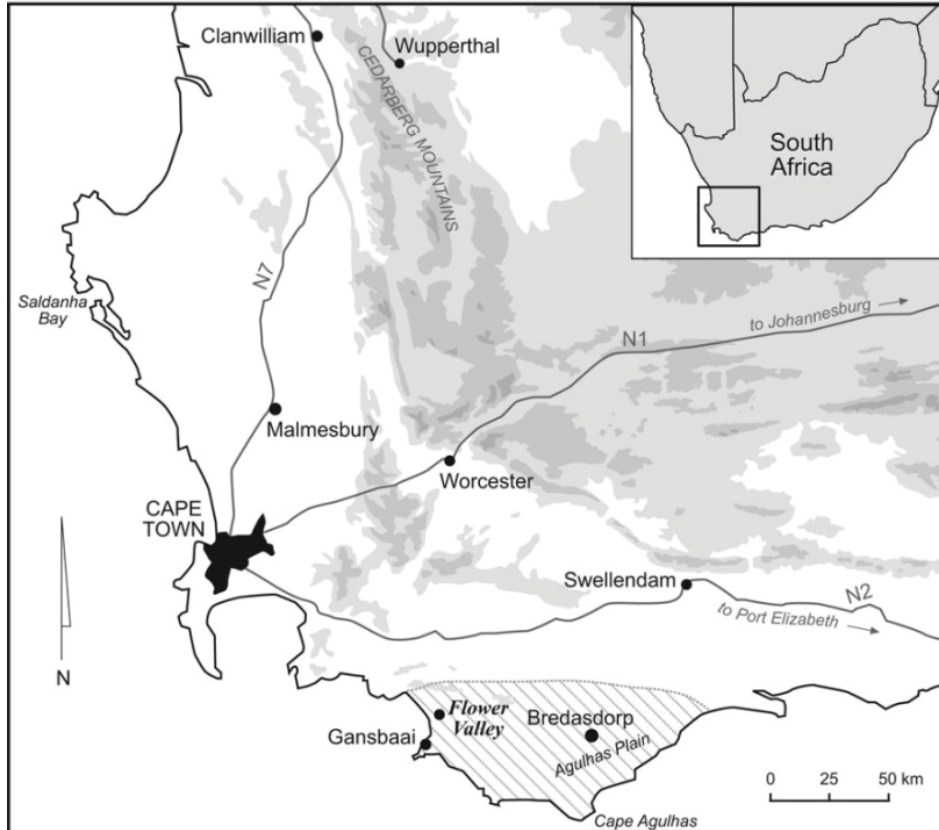 Clanwilliam
Wupperthal
CEDARBERG MOUNTAINS
South
Africa
N7
Saldanha
Bay
to Johannesburg
N1
Malmesbury
Worcester
CAPE
TOWN
Swellendam
N2
to Port Elizabeth
N
Flower
Valley
Bredasdorp
Gansbaai
Agulhas Plain
0 25 50 km
Cape Agulhas